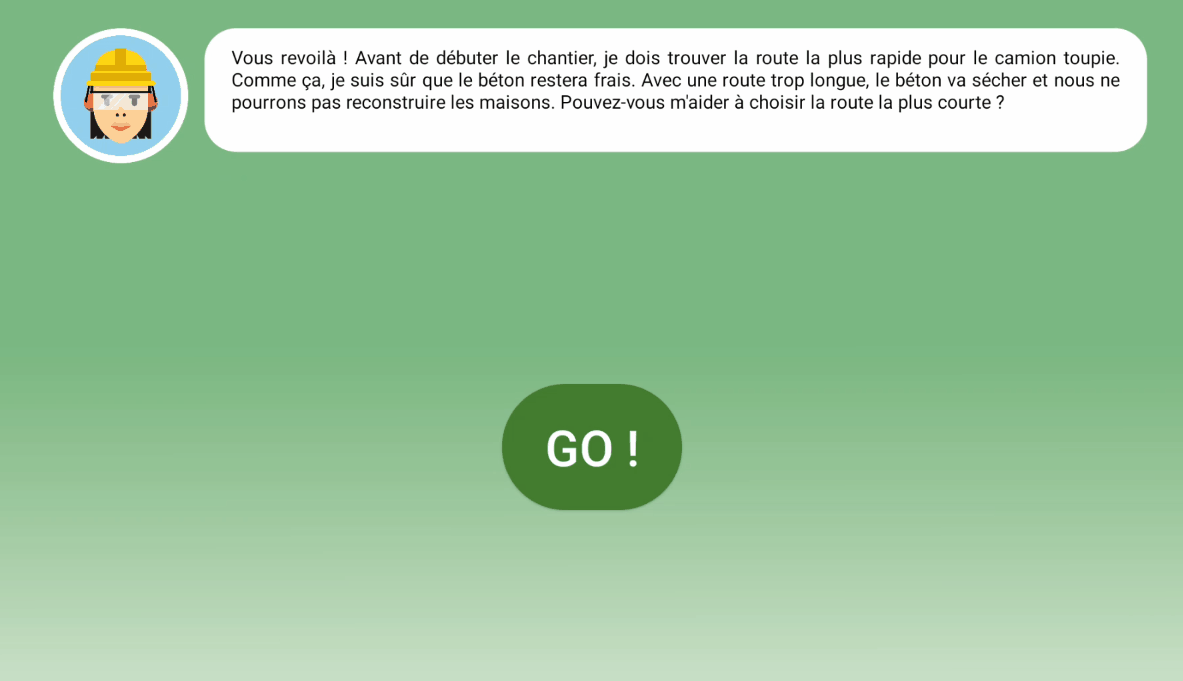 Vous revoilà ! Avant de débuter le chantier, je dois trouver la route la plus rapide pour le camion toupie.
Comme ça, je suis sûr que le béton restera frais. Avec une route trop longue, le béton va sécher et nous ne
pourrons pas reconstruire les maisons. Pouvez-vous m'aider à choisir la route la plus courte ?
GO !